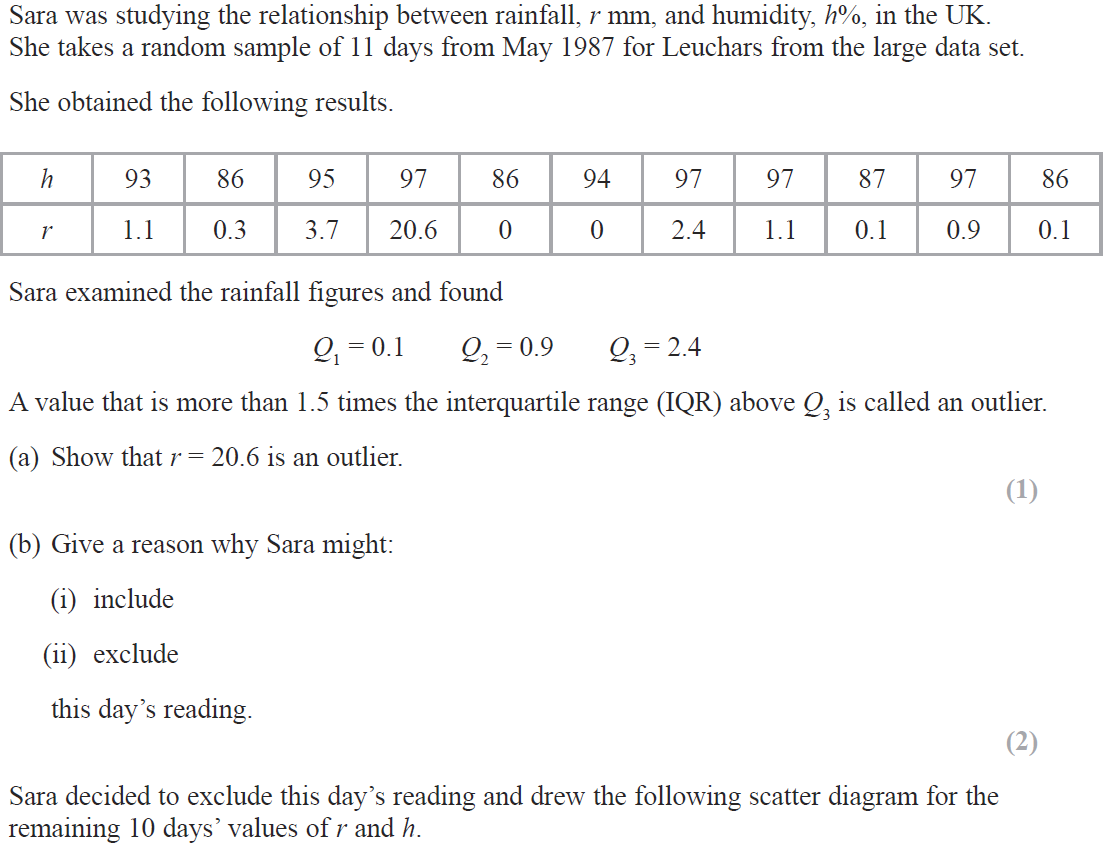 Sara was studying the relationship between rainfall, r mm, and humidity, h%, in the UK.
She takes a random sample of 11 days from May 1987 for Leuchars from the large data set.
She obtained the following results.
h 93 86 95 97 86 94 97 97 87 97 86
r 1.1 0.3 3.7 20.6 0 0 2.4 1.1 0.1 0.9 0.1
Sara examined the rainfall figures and found
Q₁ = 0.1 Q₂ = 0.9 Q₃ = 2.4
A value that is more than 1.5 times the interquartile range (IQR) above Q₃ is called an outlier.
(a) Show that r = 20.6 is an outlier.
(1)
(b) Give a reason why Sara might:
(i) include
(ii) exclude
this day’s reading.
(2)
Sara decided to exclude this day’s reading and drew the following scatter diagram for the
remaining 10 days’ values of r and h.